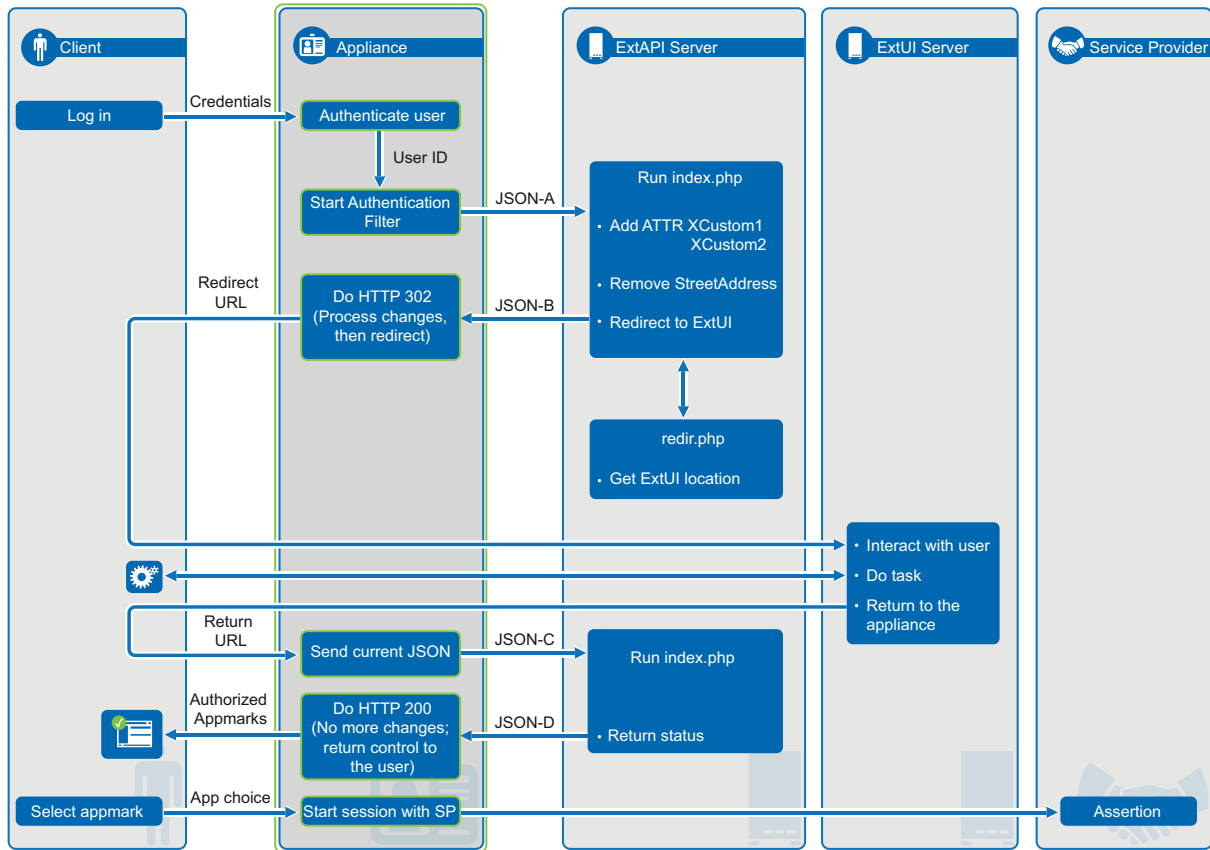 Client
Appliance
ExtAPI Server
ExtUI Server
Service Provider
Log in
Credentials
Authenticate user
User ID
Start Authentication
Filter
JSON-A
Run index.php
• Add ATTR XCustom1
XCustom2
• Remove StreetAddress
• Redirect to ExtUI
Redirect
URL
Do HTTP 302
(Process changes,
then redirect)
JSON-B
redir.php
• Get ExtUI location
• Interact with user
• Do task
• Return to the
appliance
Return
URL
Send current JSON
JSON-C
Run index.php
• Return status
Authorized
Appmarks
Do HTTP 200
(No more changes;
return control to
the user)
JSON-D
Select appmark
App choice
Start session with SP
Assertion